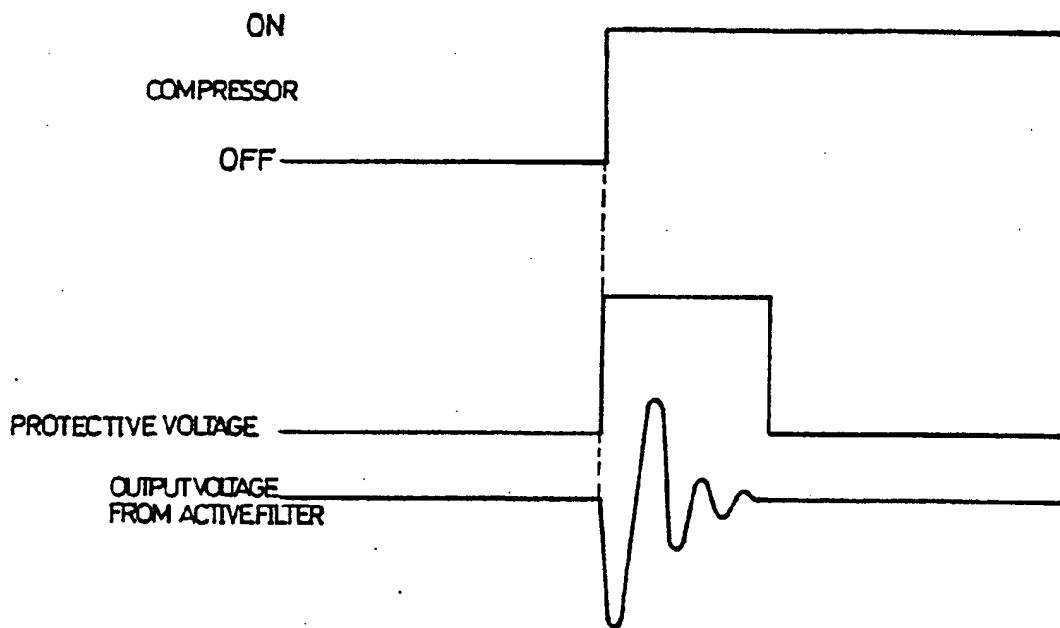 ON
COMPRESSOR
OFF
PROTECTIVE VOLTAGE
OUTPUT VOLTAGE
FROM ACTIVE FILTER